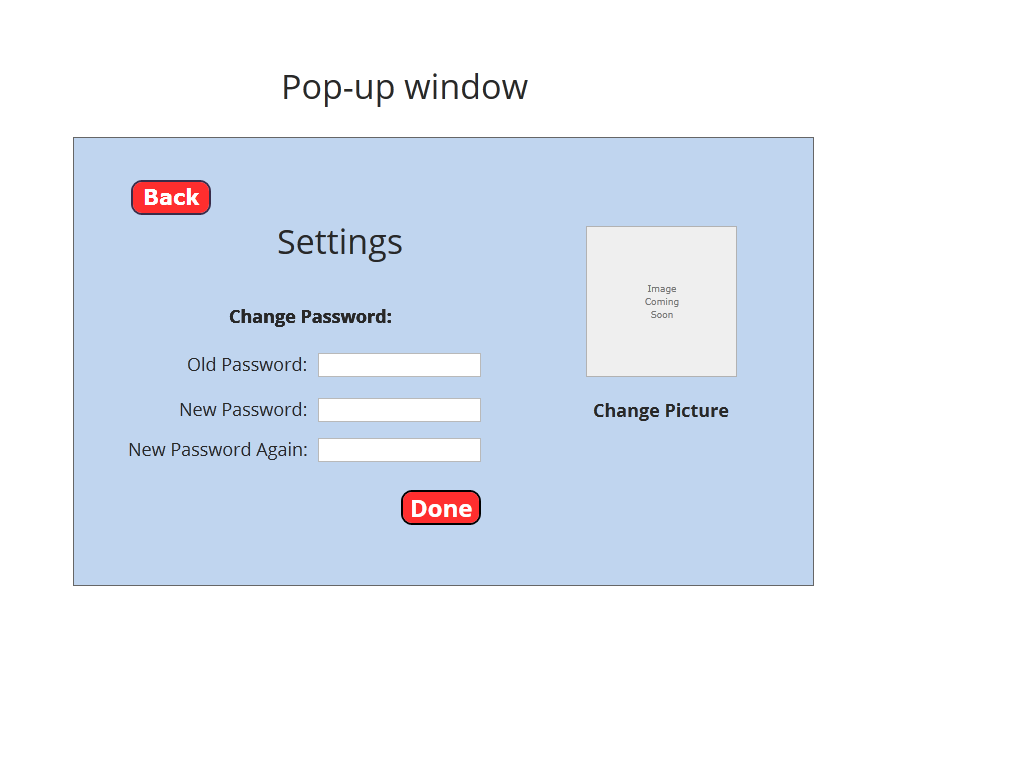 Pop-up window
Back
Settings
Change Password:
Old Password:
New Password:
New Password Again:
Done
Image
Coming
Soon
Change Picture